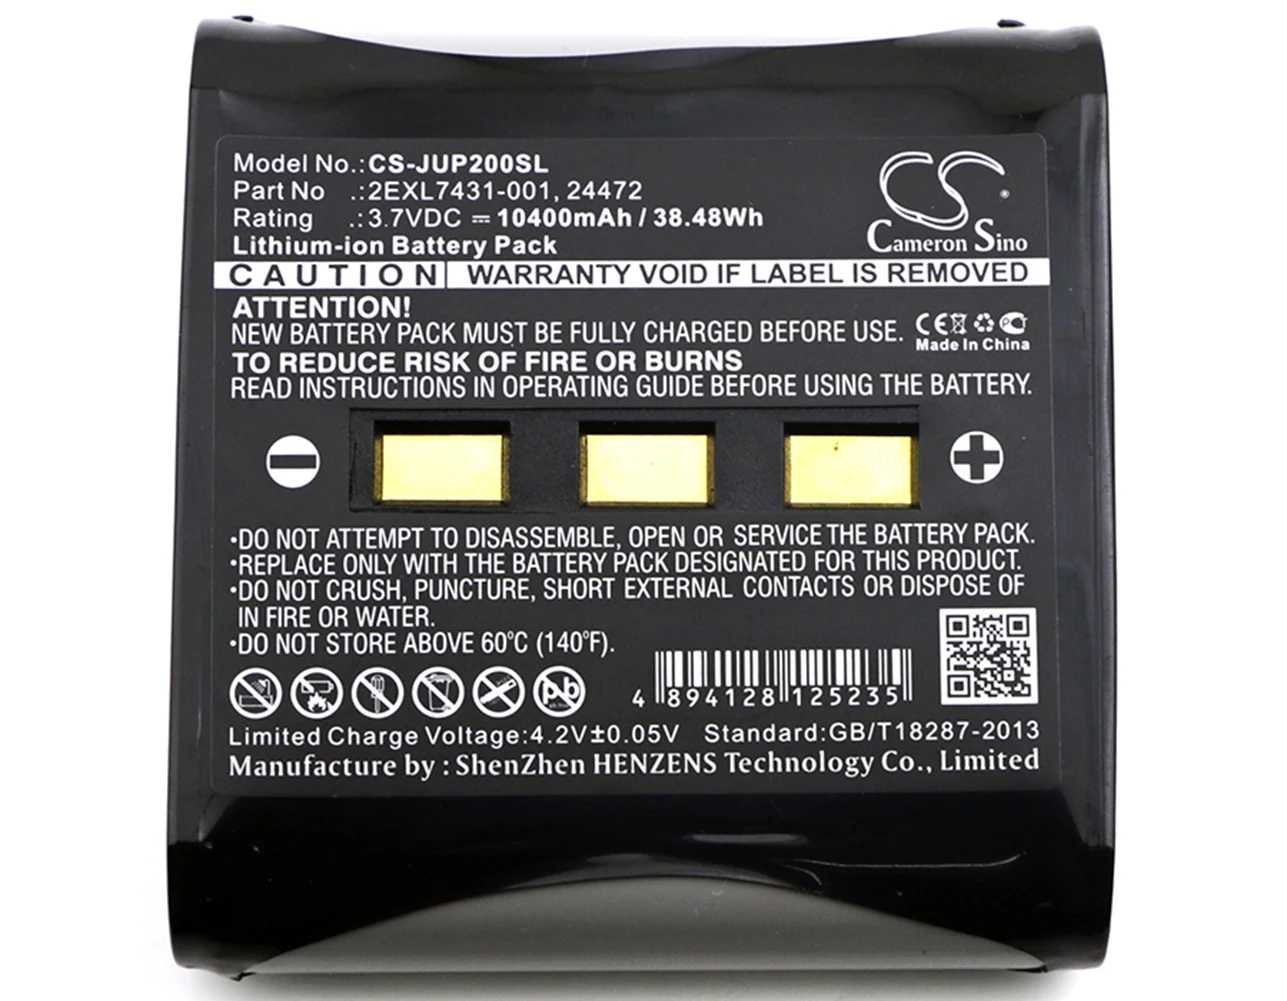 Model No.:CS-JUP200SL
Part No .:2EXL7431-001, 24472
Rating .:3.7VDC ⎓ 10400mAh / 38.48Wh
Lithium-ion Battery Pack
CS
Cameron Sino
CAUTION WARRANTY VOID IF LABEL IS REMOVED
ATTENTION!
NEW BATTERY PACK MUST BE FULLY CHARGED BEFORE USE.
CE
Made In China
TO REDUCE RISK OF FIRE OR BURNS
READ INSTRUCTIONS IN OPERATING GUIDE BEFORE USING THE BATTERY.
•DO NOT ATTEMPT TO DISASSEMBLE, OPEN OR SERVICE THE BATTERY PACK.
•REPLACE ONLY WITH THE BATTERY PACK DESIGNATED FOR THIS PRODUCT.
•DO NOT CRUSH, PUNCTURE, SHORT EXTERNAL CONTACTS OR DISPOSE OF
IN FIRE OR WATER.
•DO NOT STORE ABOVE 60°C (140°F).
pb
4 894128 125235
Limited Charge Voltage:4.2V±0.05V Standard:GB/T18287-2013
Manufacture by : ShenZhen HENZENS Technology Co., Limited